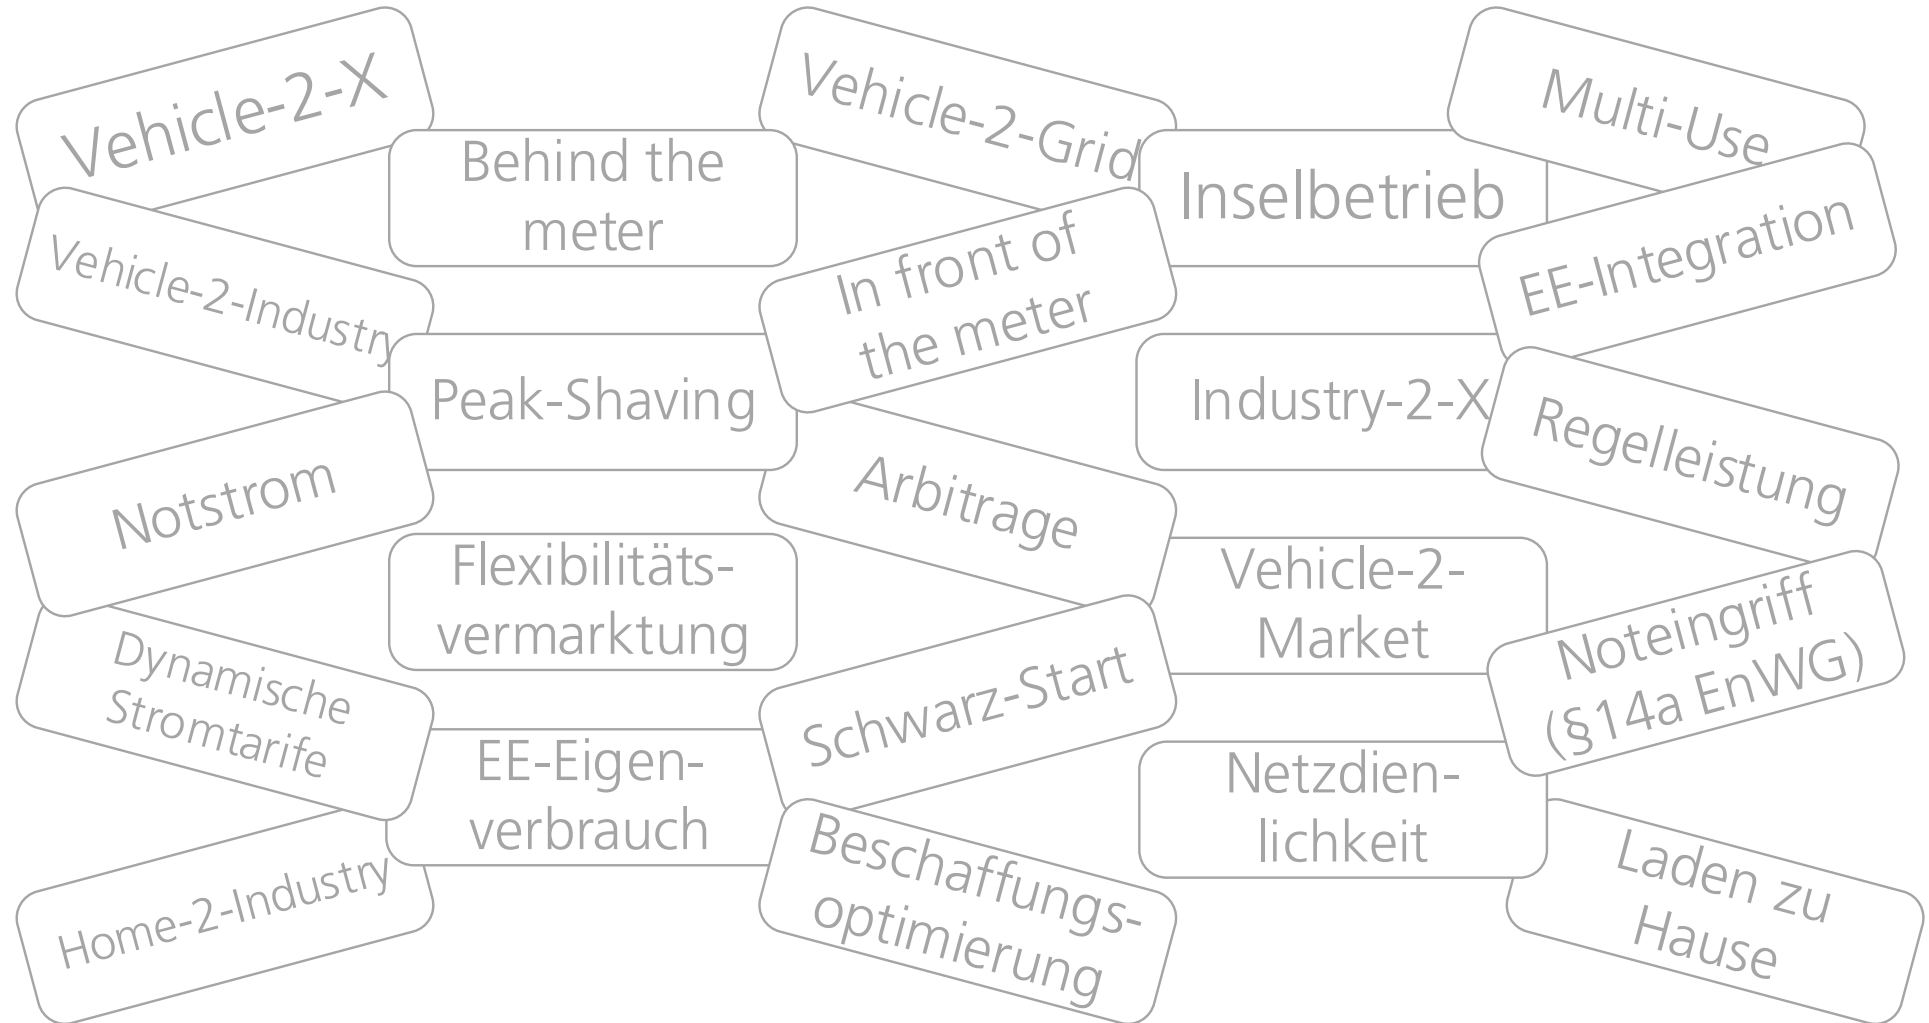 Vehicle-2-X
Behind the
meter
Vehicle-2-Grid
Inselbetrieb
Multi-Use
Vehicle-2-Industry
Peak-Shaving
In front of
the meter
Industry-2-X
EE-Integration
Notstrom
Flexibilitäts-
vermarktung
Arbitrage
Vehicle-2-
Market
Regelleistung
Dynamische
Stromtarife
EE-Eigen-
verbrauch
Schwarz-Start
Netzdien-
lichkeit
Noteingriff
(§14a EnWG)
Home-2-Industry
Beschaffungs-
optimierung
Laden zu
Hause